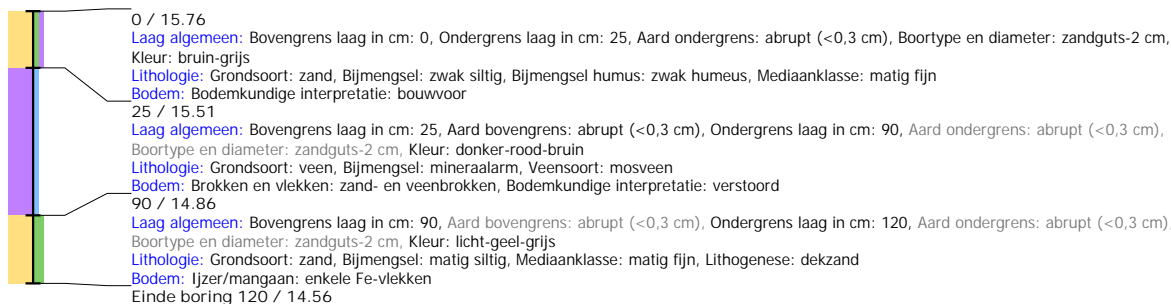 0 / 15.76
Laag algemeen: Bovengrens laag in cm: 0, Ondergrens laag in cm: 25, Aard ondergrens: abrupt (<0,3 cm), Boortype en diameter: zandguts-2 cm,
Kleur: bruin-grijs
Lithologie: Grondsoort: zand, Bijmengsel: zwak siltig, Bijmengsel humus: zwak humeus, Mediaanklasse: matig fijn
Bodem: Bodemkundige interpretatie: bouwvoor
25 / 15.51
Laag algemeen: Bovengrens laag in cm: 25, Aard bovengrens: abrupt (<0,3 cm), Ondergrens laag in cm: 90, Aard ondergrens: abrupt (<0,3 cm),
Boortype en diameter: zandguts-2 cm, Kleur: donker-rood-bruin
Lithologie: Grondsoort: veen, Bijmengsel: mineraalarm, Veensoort: mosveen
Bodem: Brokken en vlekken: zand- en veenbrokken, Bodemkundige interpretatie: verstoord
90 / 14.86
Laag algemeen: Bovengrens laag in cm: 90, Aard bovengrens: abrupt (<0,3 cm), Ondergrens laag in cm: 120, Aard ondergrens: abrupt (<0,3 cm),
Boortype en diameter: zandguts-2 cm, Kleur: licht-geel-grijs
Lithologie: Grondsoort: zand, Bijmengsel: matig siltig, Mediaanklasse: matig fijn, Lithogenese: dekzand
Bodem: Ijzer/mangaan: enkele Fe-vlekken
Einde boring 120 / 14.56